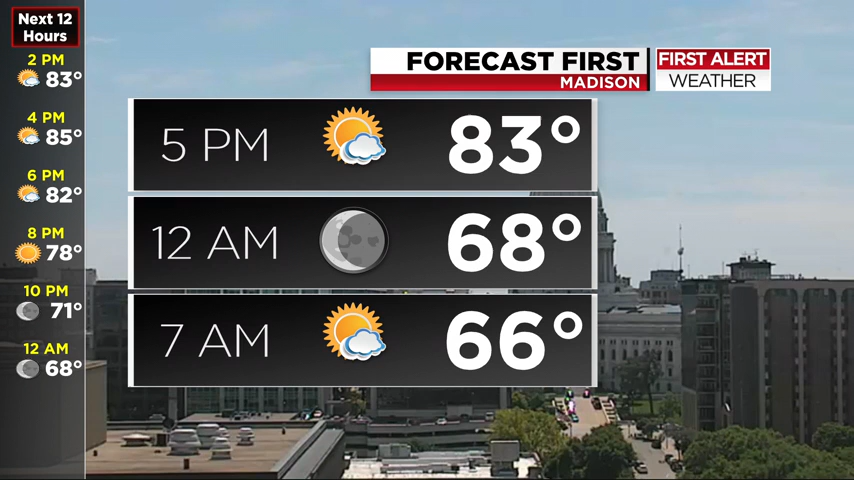 Next 12
Hours
2 PM
83°
4 PM
85°
6 PM
82°
8 PM
78°
10 PM
71°
12 AM
68°
FORECAST FIRST
MADISON
FIRST ALERT
WEATHER
5 PM 83°
12 AM 68°
7 AM 66°